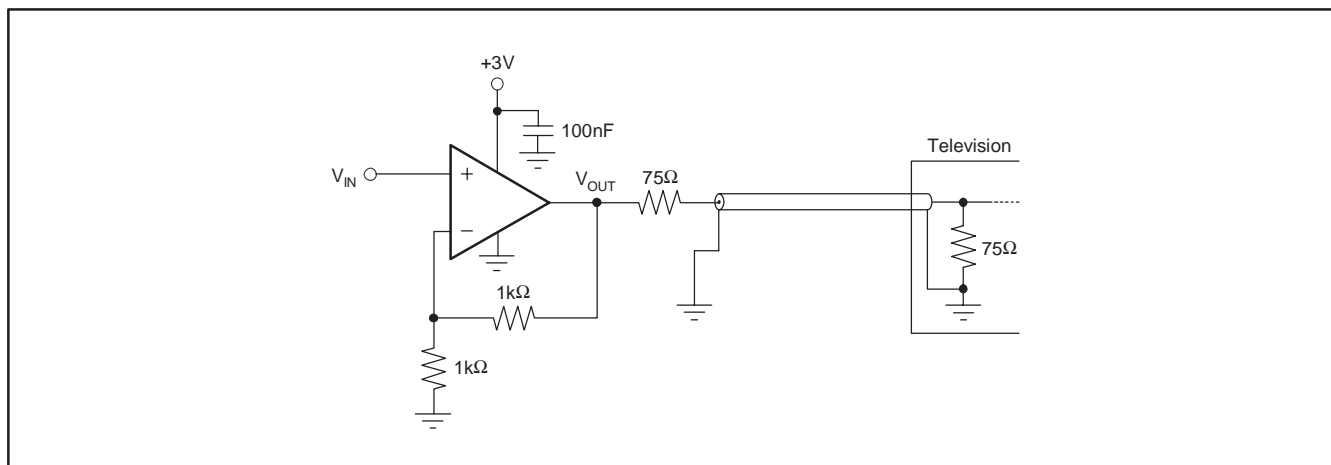 +3V
100nF
Television
V_IN
+
V_OUT
75Ω
−
75Ω
1kΩ
1kΩ